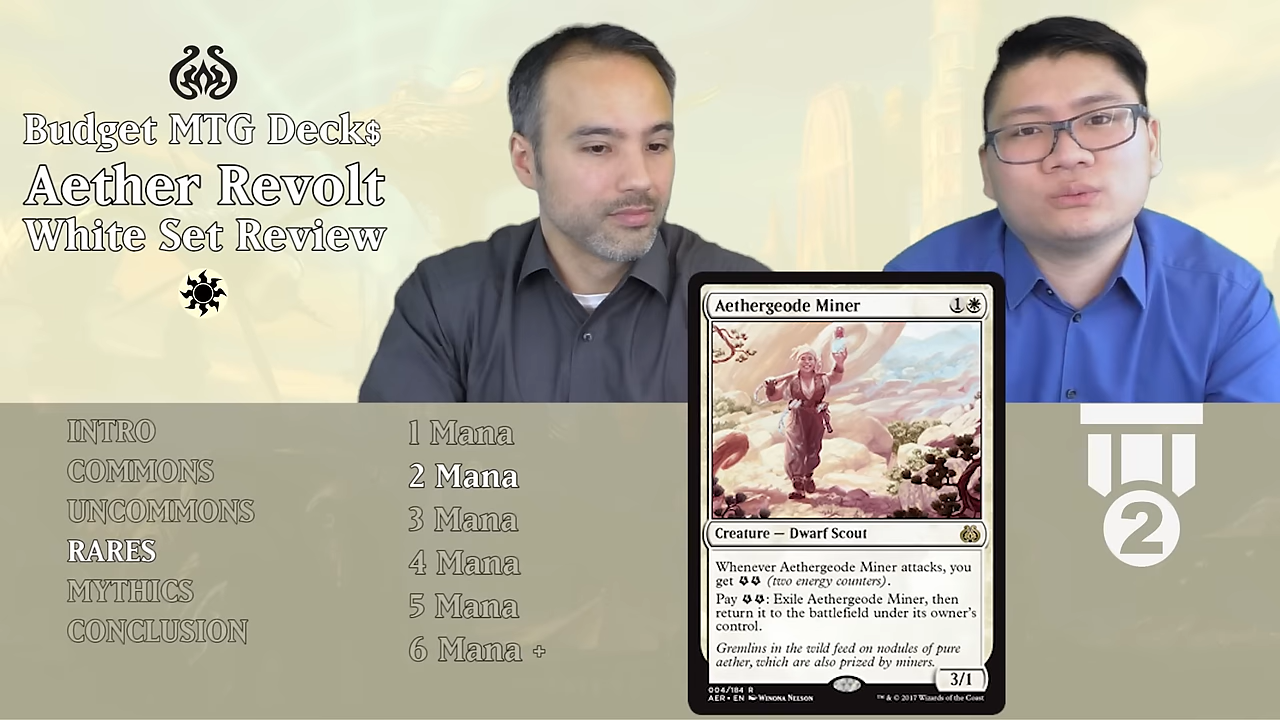 Budget MTG Deck$
Aether Revolt
White Set Review
INTRO
COMMONS
UNCOMMONS
RARES
MYTHICS
CONCLUSION
1 Mana
2 Mana
3 Mana
4 Mana
5 Mana
6 Mana +
Aethergeode Miner 1
Creature — Dwarf Scout
Whenever Aethergeode Miner attacks, you
get (two energy counters).
Pay : Exile Aethergeode Miner, then
return it to the battlefield under its owner's
control.
Gremlins in the wild feed on nodules of pure
aether, which are also prized by miners.
3/1
004/184 R
AER • EN Winona Nelson
™ & © 2017 Wizards of the Coast
2